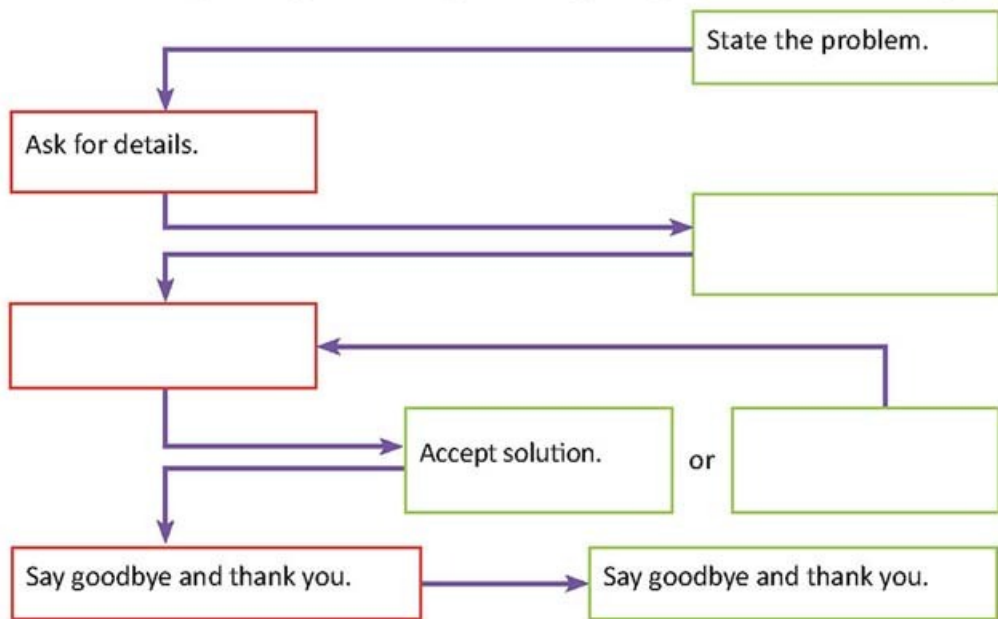 State the problem.
Ask for details.
Accept solution.
or
Say goodbye and thank you.
Say goodbye and thank you.